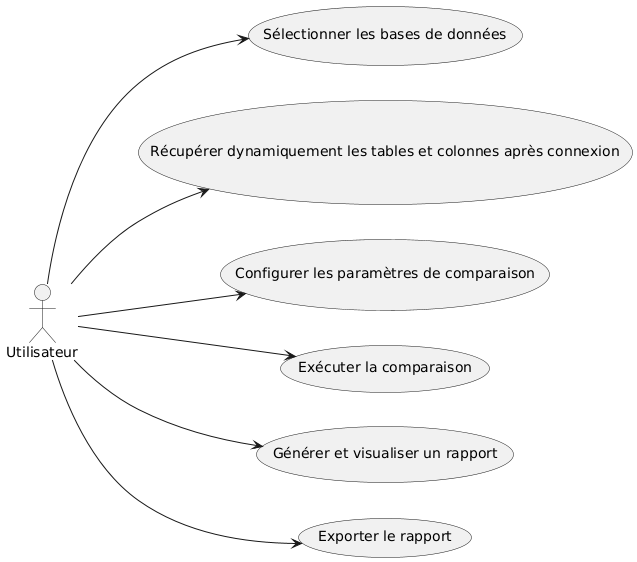 Sélectionner les bases de données
Récupérer dynamiquement les tables et colonnes après connexion
Configurer les paramètres de comparaison
Utilisateur
Exécuter la comparaison
Générer et visualiser un rapport
Exporter le rapport